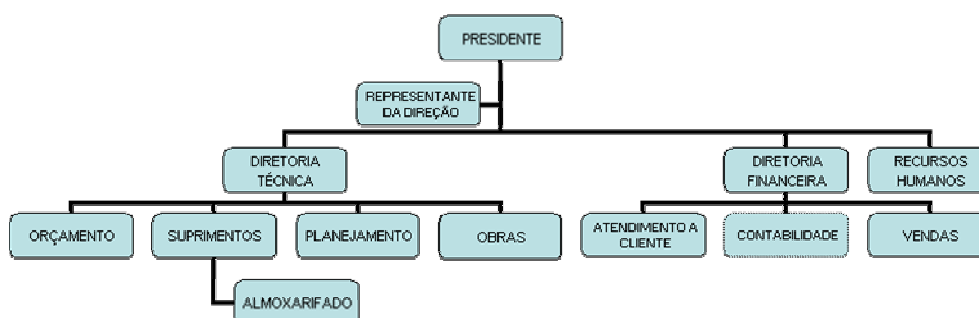 PRESIDENTE
REPRESENTANTE
DA DIREÇÃO
DIRETORIA
TÉCNICA
DIRETORIA
FINANCEIRA
RECURSOS
HUMANOS
ORÇAMENTO
SUPRIMENTOS
PLANEJAMENTO
OBRAS
ATENDIMENTO A
CLIENTE
CONTABILIDADE
VENDAS
ALMOXARIFADO